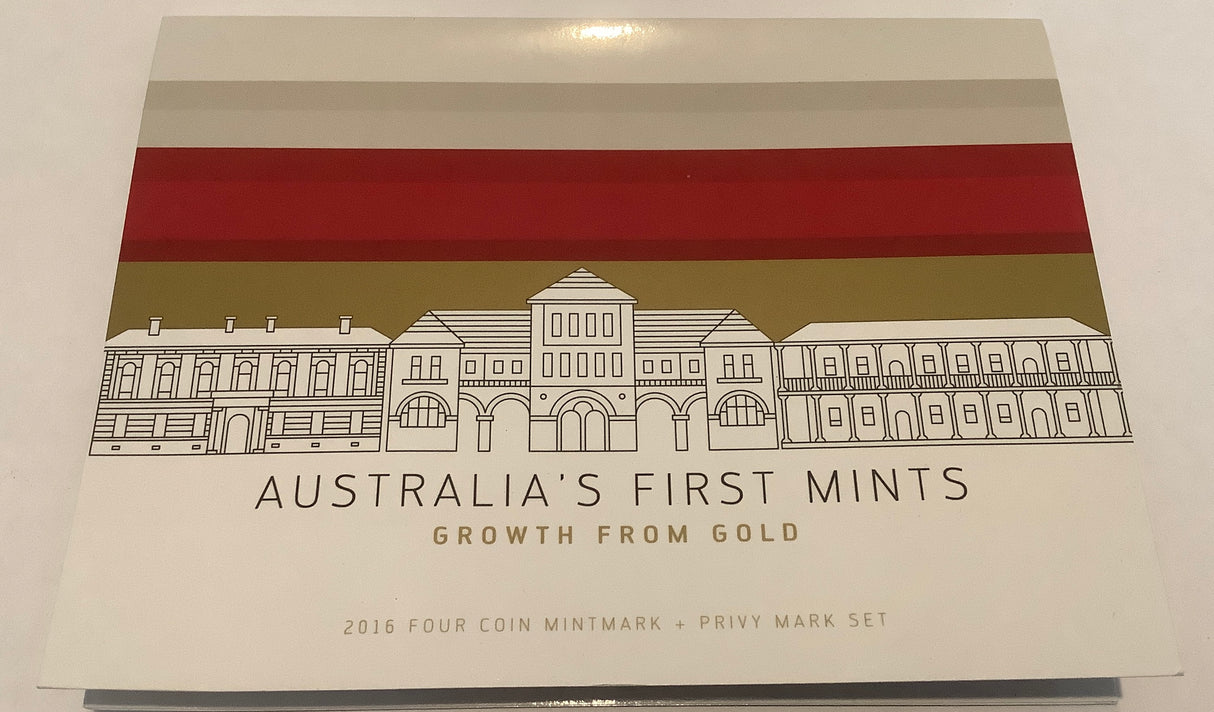 AUSTRALIA'S FIRST MINTS
GROWTH FROM GOLD
2016 FOUR COIN MINTMARK + PRIVY MARK SET